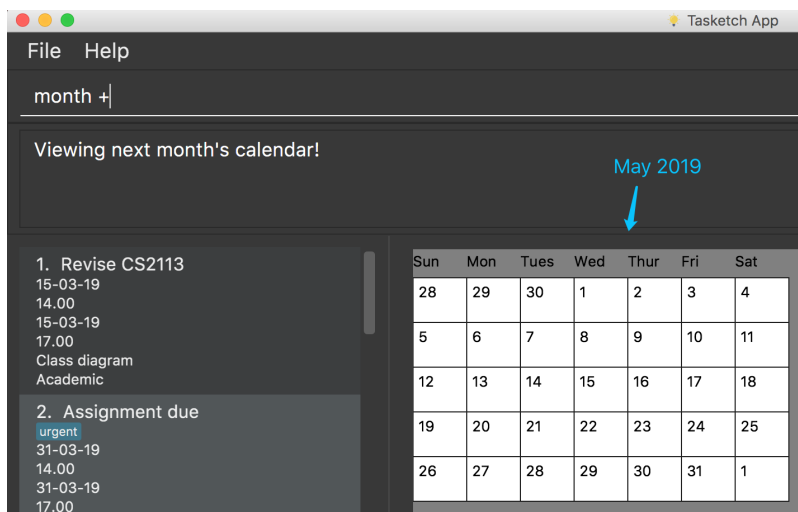 Tasketch App
File Help
month +
Viewing next month's calendar!
May 2019
1. Revise CS2113
15-03-19
14.00
15-03-19
17.00
Class diagram
Academic
2. Assignment due
urgent
31-03-19
14.00
31-03-19
17.00
Sun Mon Tues Wed Thur Fri Sat
28 29 30 1 2 3 4
5 6 7 8 9 10 11
12 13 14 15 16 17 18
19 20 21 22 23 24 25
26 27 28 29 30 31 1